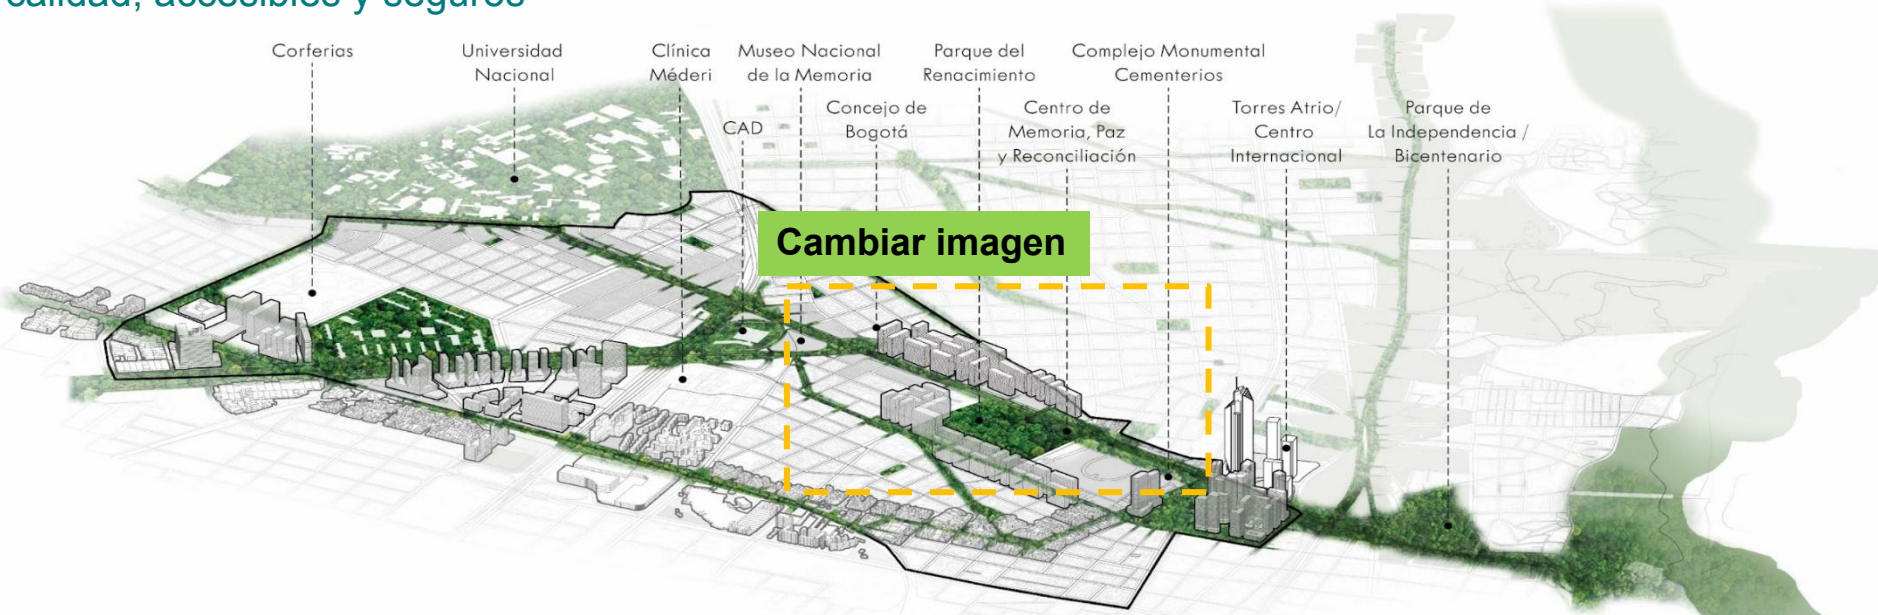 calidad, accesibles y seguros
Corferias
Universidad
Nacional
Clínica
Méderi
Museo Nacional
de la Memoria
Parque del
Renacimiento
Complejo Monumental
Cementerios
CAD
Concejo de
Bogotá
Centro de
Memoria, Paz
y Reconciliación
Torres Atrio/
Centro
Internacional
Parque de
La Independencia /
Bicentenario
Cambiar imagen